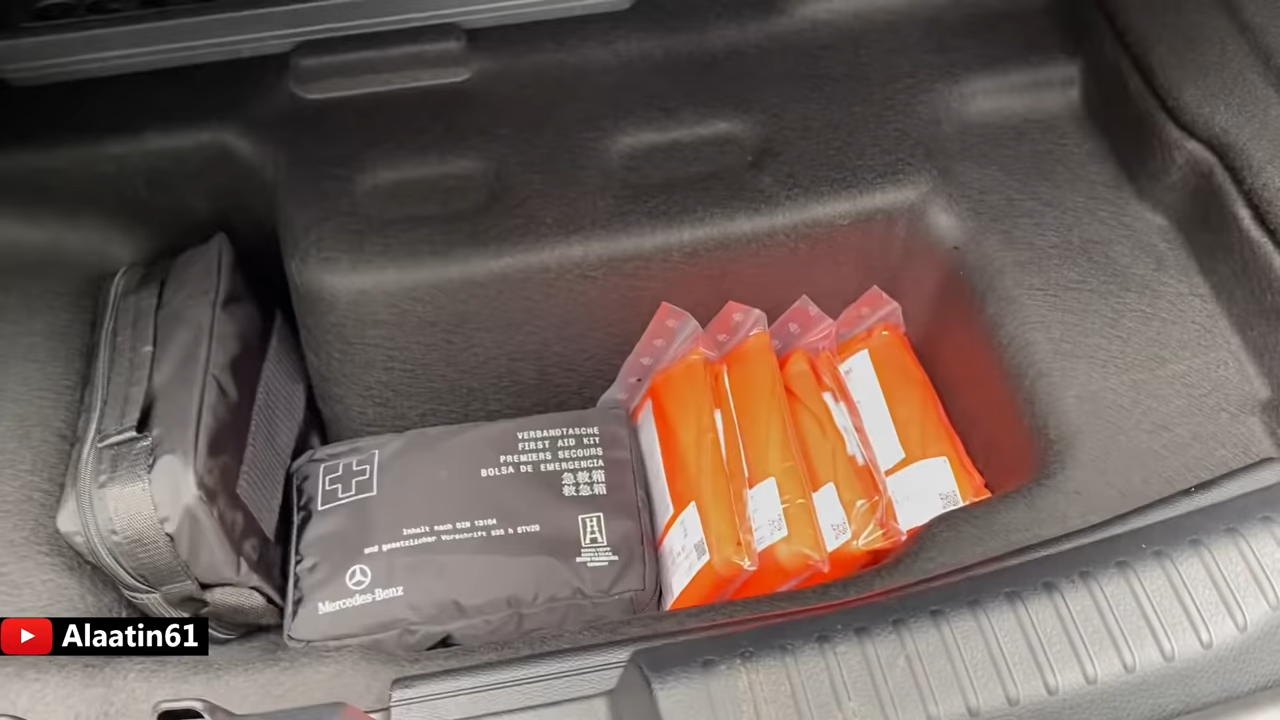 VERBANDTASCHE
FIRST AID KIT
PREMIERS SECOURS
BOLSA DE EMERGENCIA
急救箱
救急箱
Inhalt nach DIN 13164
und gesetzlicher Vorschrift §35 h STVZO
Mercedes-Benz
Alaatin61